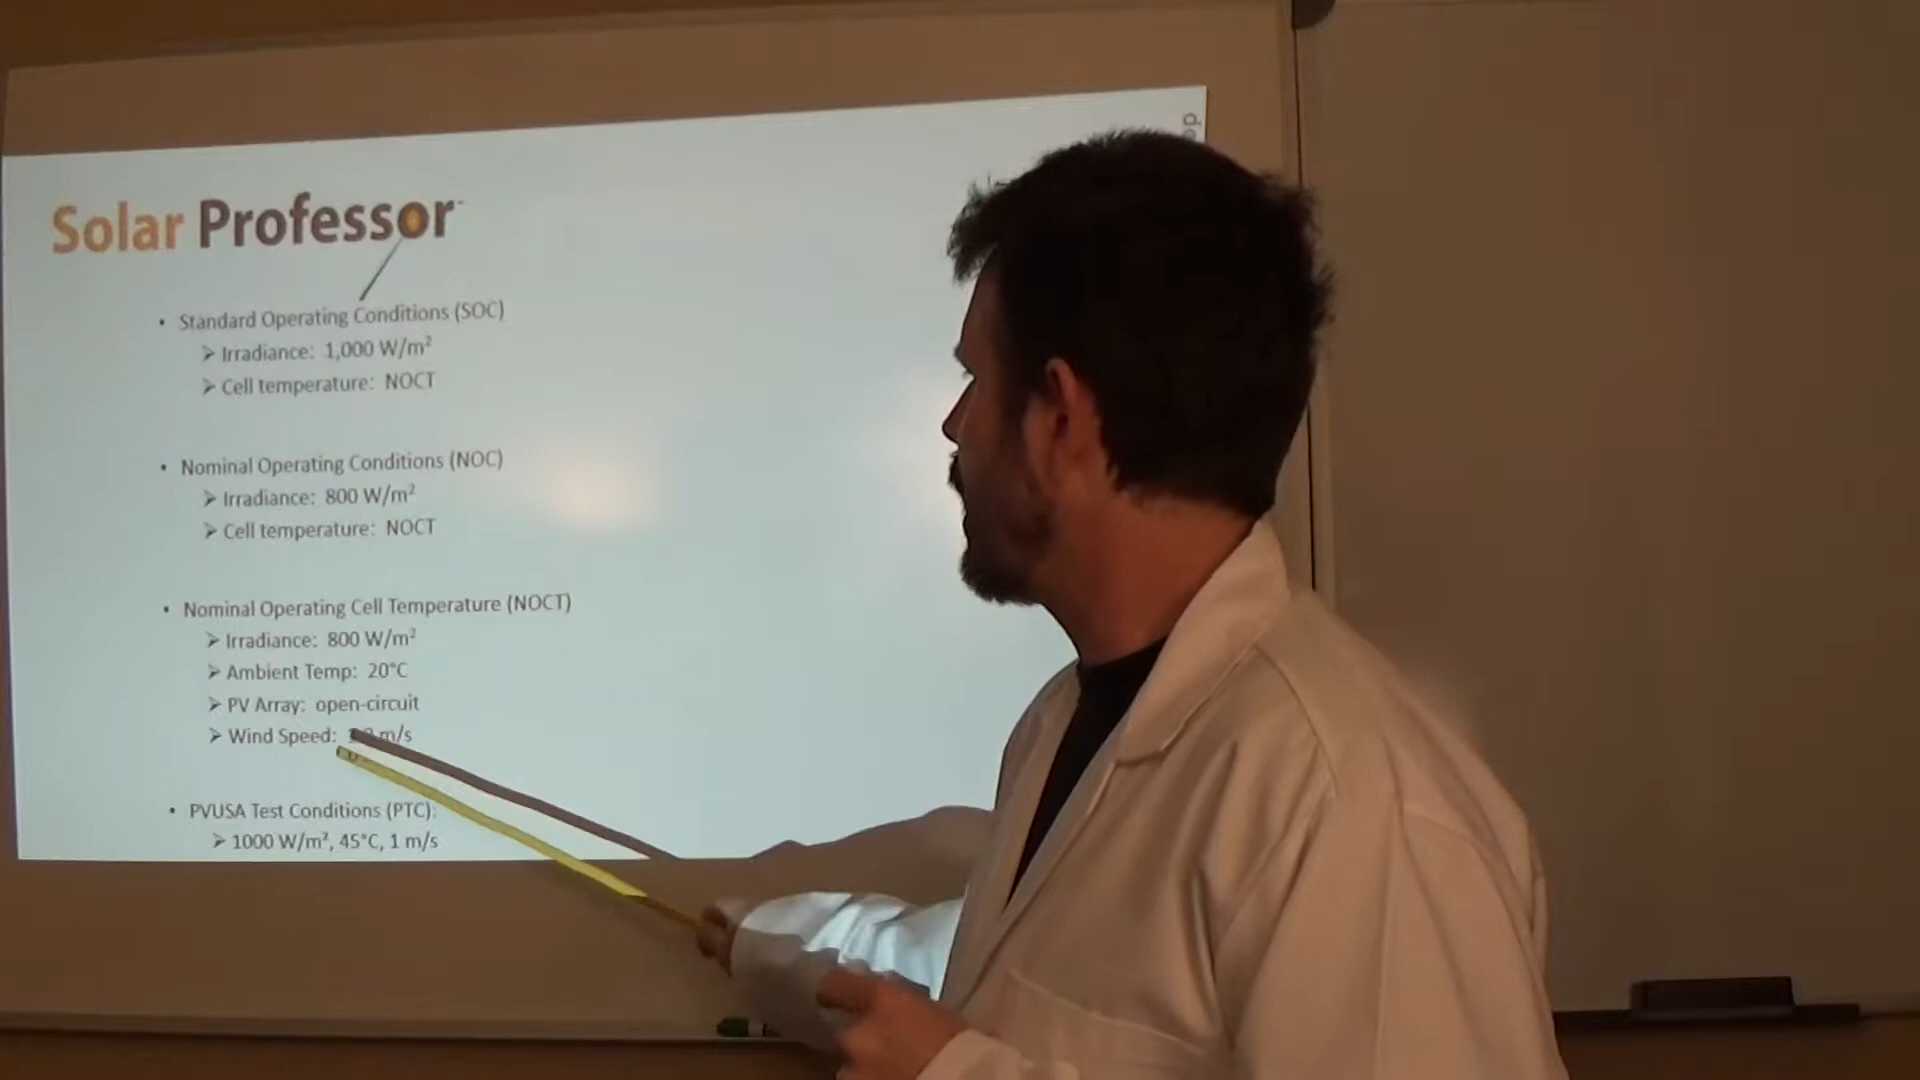 Solar Professor
• Standard Operating Conditions (SOC)
➢ Irradiance: 1,000 W/m²
➢ Cell temperature: NOCT
• Nominal Operating Conditions (NOC)
➢ Irradiance: 800 W/m²
➢ Cell temperature: NOCT
• Nominal Operating Cell Temperature (NOCT)
➢ Irradiance: 800 W/m²
➢ Ambient Temp: 20°C
➢ PV Array: open-circuit
➢ Wind Speed: m/s
• PVUSA Test Conditions (PTC):
➢ 1000 W/m², 45°C, 1 m/s